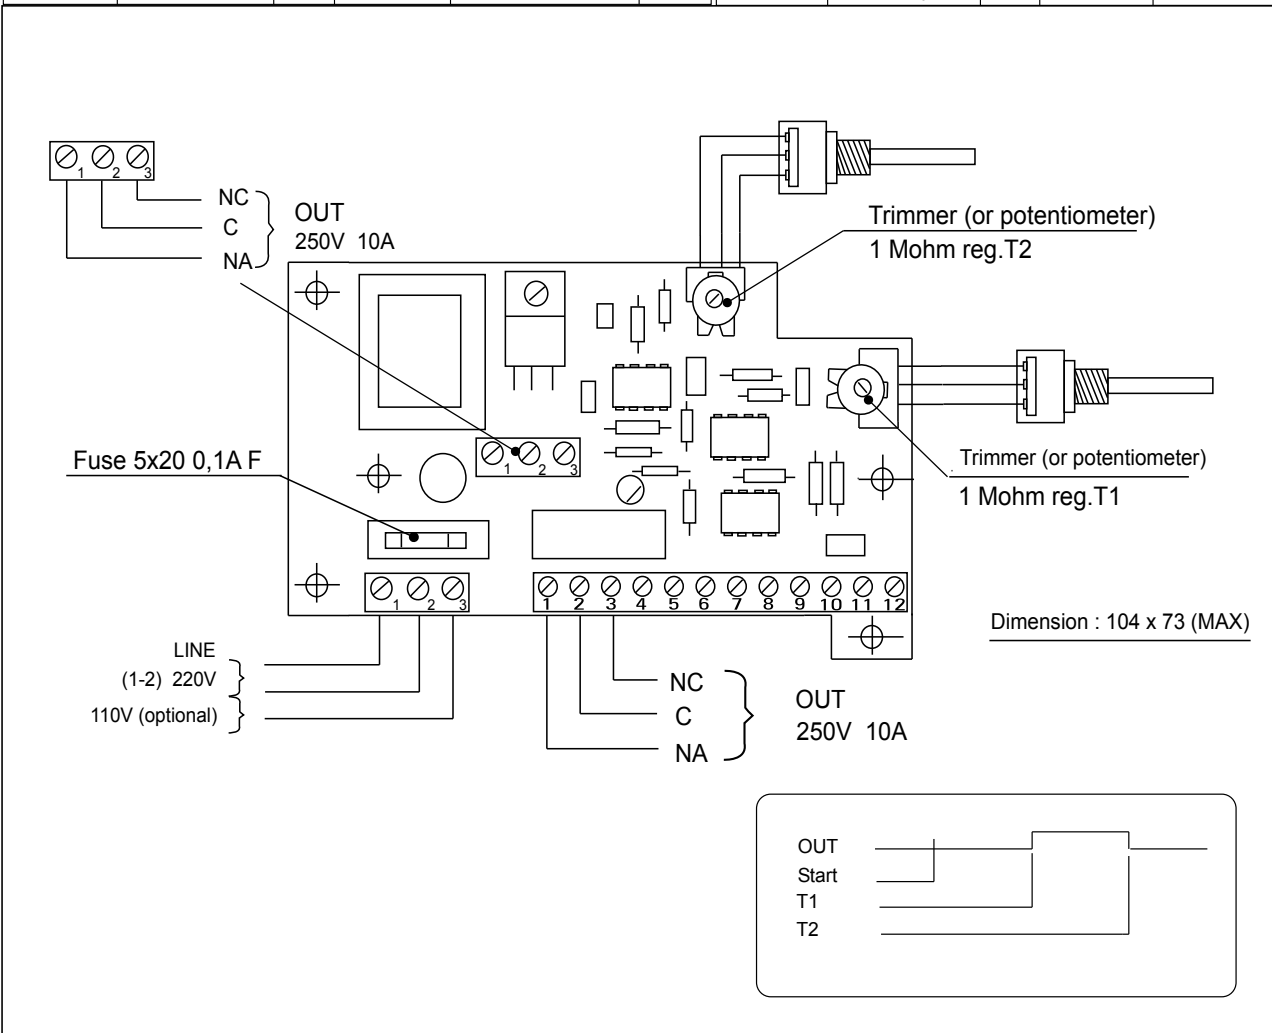 1 2 3
NC
C
NA
OUT
250V 10A
Trimmer (or potentiometer)
1 Mohm reg.T2
Fuse 5x20 0,1A F
1 2 3
Trimmer (or potentiometer)
1 Mohm reg.T1
1 2 3
1 2 3 4 5 6 7 8 9 10 11 12
Dimension : 104 x 73 (MAX)
LINE
(1-2) 220V
110V (optional)
NC
C
NA
OUT
250V 10A
OUT
Start
T1
T2